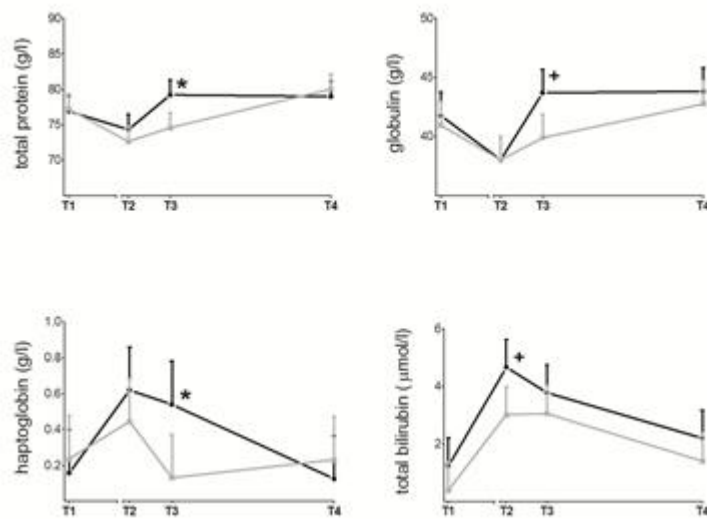 total protein (g/l)
90
85
80
75
70
*
T1 T2 T3 T4
globulin (g/l)
50
45
40
+
T1 T2 T3 T4
haptoglobin (g/l)
1.0
0.8
0.6
0.4
0.2
*
T1 T2 T3 T4
total bilirubin ( µmol/l)
6
4
2
+
T1 T2 T3 T4